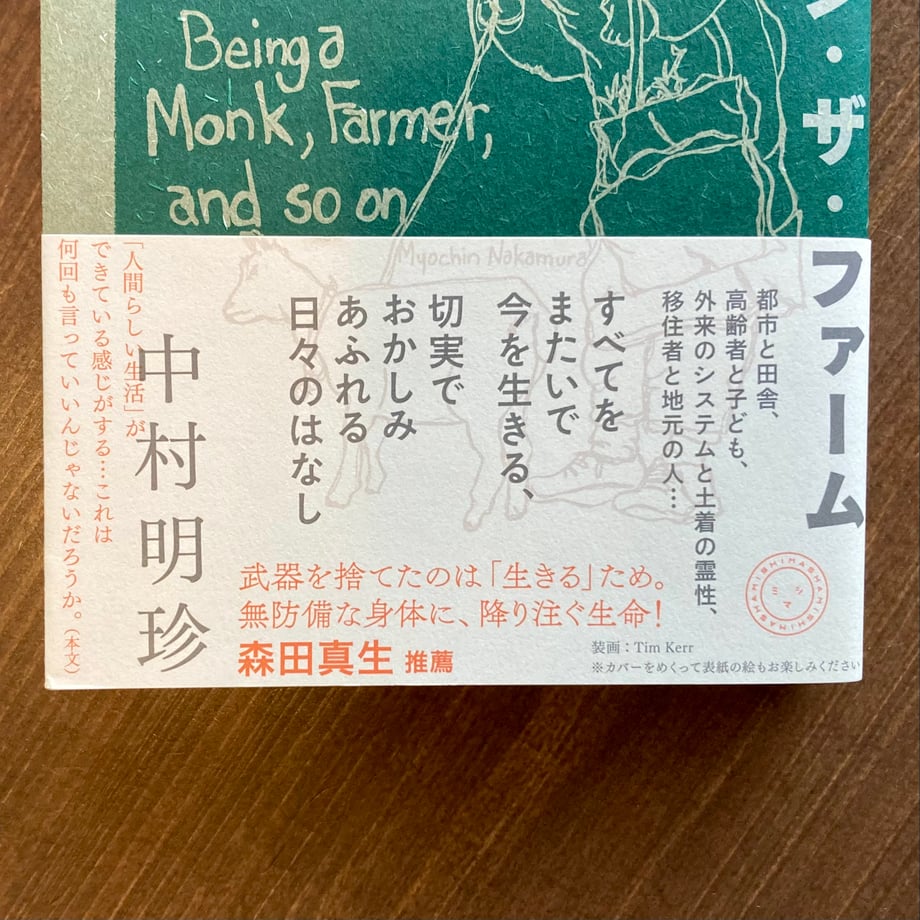 Being a
Monk, Farmer,
and so on
Myochin Nakamura
・ザ・ファーム
都市と田舎、
高齢者と子ども、
外来のシステムと土着の霊性、
移住者と地元の人…
すべてを
またいで
今を生きる、
切実で
おかしみ
あふれる
日々のはなし
中村明珍
「人間らしい生活」が
できている感じがする…これは
何回も言っていいんじゃないだろうか。(本文)
武器を捨てたのは「生きる」ため。
無防備な身体に、降り注ぐ生命!
森田真生 推薦
装画:Tim Kerr
※カバーをめくって表紙の絵もお楽しみください
MISHIMASHAMISHIMASHA
シ
ミ
マ